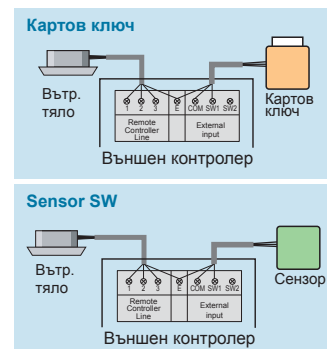 Картов ключ
Вътр.
тяло
Картов
ключ
1 2 3 E COM SW1 SW2
Remote
Controller
Line
External
input
Външен контролер
Sensor SW
Вътр.
тяло
Сензор
1 2 3 E COM SW1 SW2
Remote
Controller
Line
External
input
Външен контролер